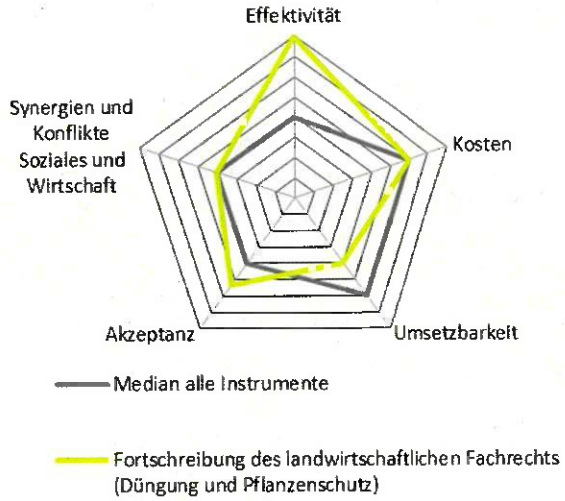 Effektivität
Synergien und
Konflikte
Soziales und
Wirtschaft
Kosten
Akzeptanz
Umsetzbarkeit
Median alle Instrumente
Fortschreibung des landwirtschaftlichen Fachrechts
(Düngung und Pflanzenschutz)